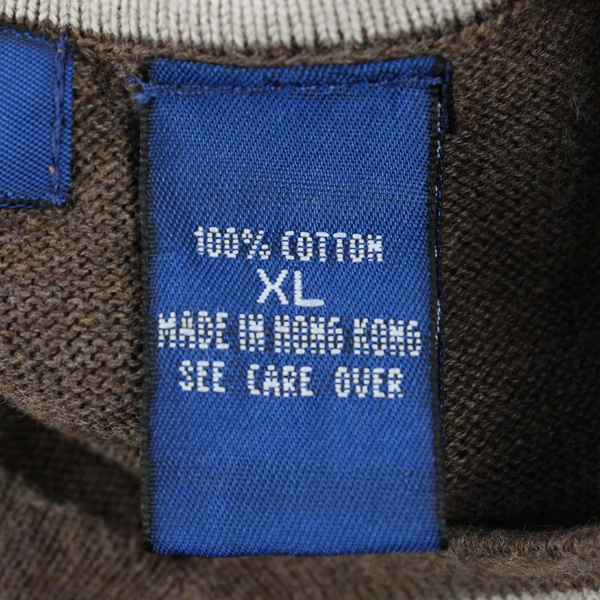 100% COTTON
XL
MADE IN HONG KONG
SEE CARE OVER